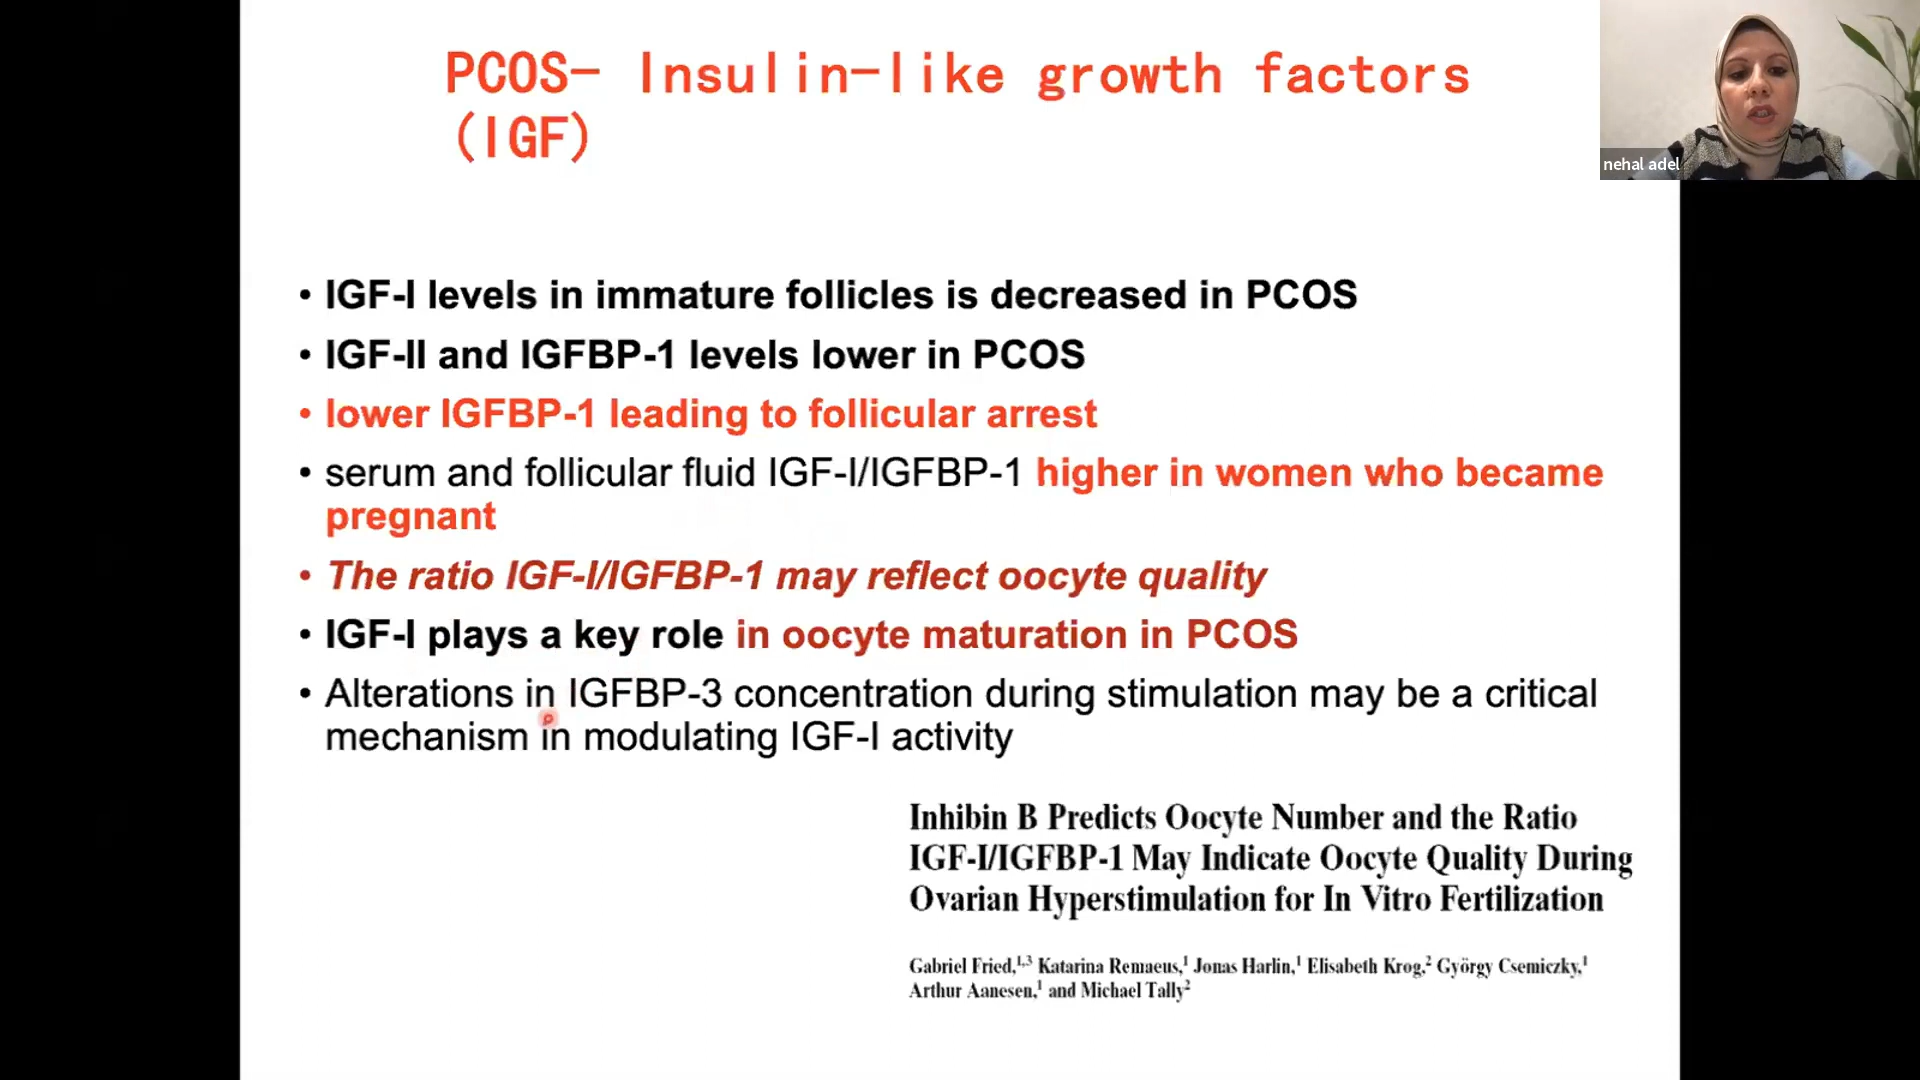 PCOS- Insulin-like growth factors
(IGF)
nehal adel
• IGF-I levels in immature follicles is decreased in PCOS
• IGF-II and IGFBP-1 levels lower in PCOS
• lower IGFBP-1 leading to follicular arrest
• serum and follicular fluid IGF-I/IGFBP-1 higher in women who became
pregnant
• The ratio IGF-I/IGFBP-1 may reflect oocyte quality
• IGF-I plays a key role in oocyte maturation in PCOS
• Alterations in IGFBP-3 concentration during stimulation may be a critical
mechanism in modulating IGF-I activity
Inhibin B Predicts Oocyte Number and the Ratio
IGF-I/IGFBP-1 May Indicate Oocyte Quality During
Ovarian Hyperstimulation for In Vitro Fertilization
Gabriel Fried,1,3 Katarina Remaeus,1 Jonas Harlin,1 Elisabeth Krog,2 György Csemiczky,1
Arthur Aanesen,1 and Michael Tally2